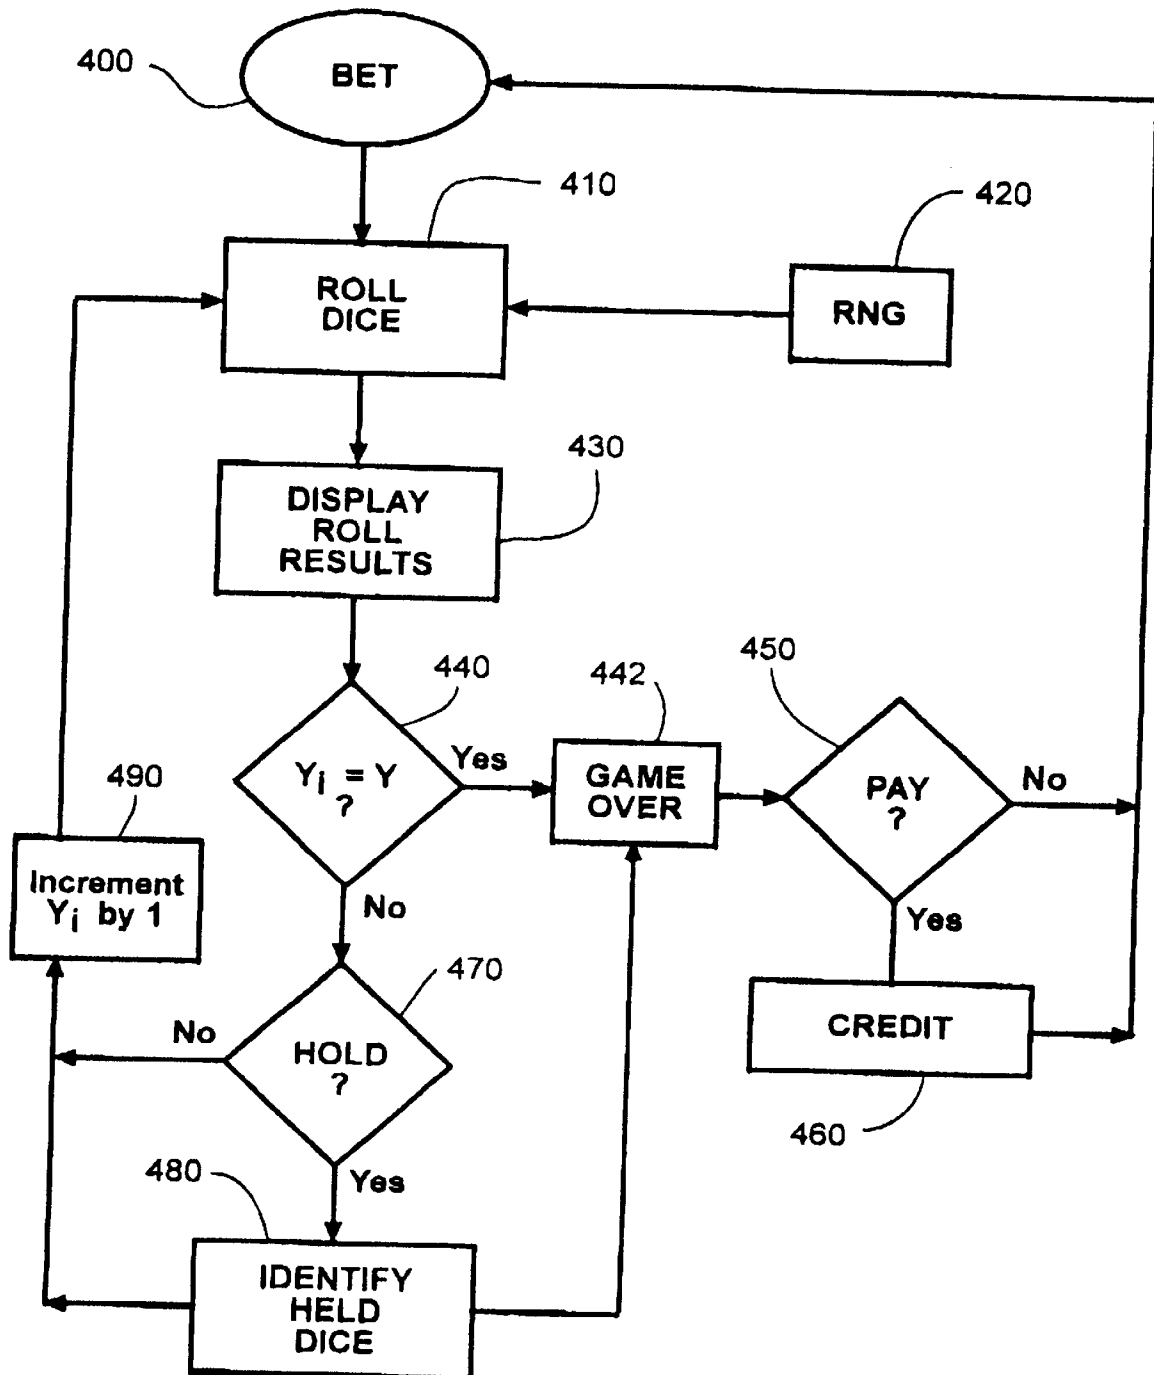 400
BET
410
420
ROLL
DICE
RNG
430
DISPLAY
ROLL
RESULTS
440
442
450
Yi = Y
?
Yes
GAME
OVER
PAY
?
No
490
Increment
Yi by 1
No
Yes
470
No
HOLD
?
CREDIT
460
480
Yes
IDENTIFY
HELD
DICE